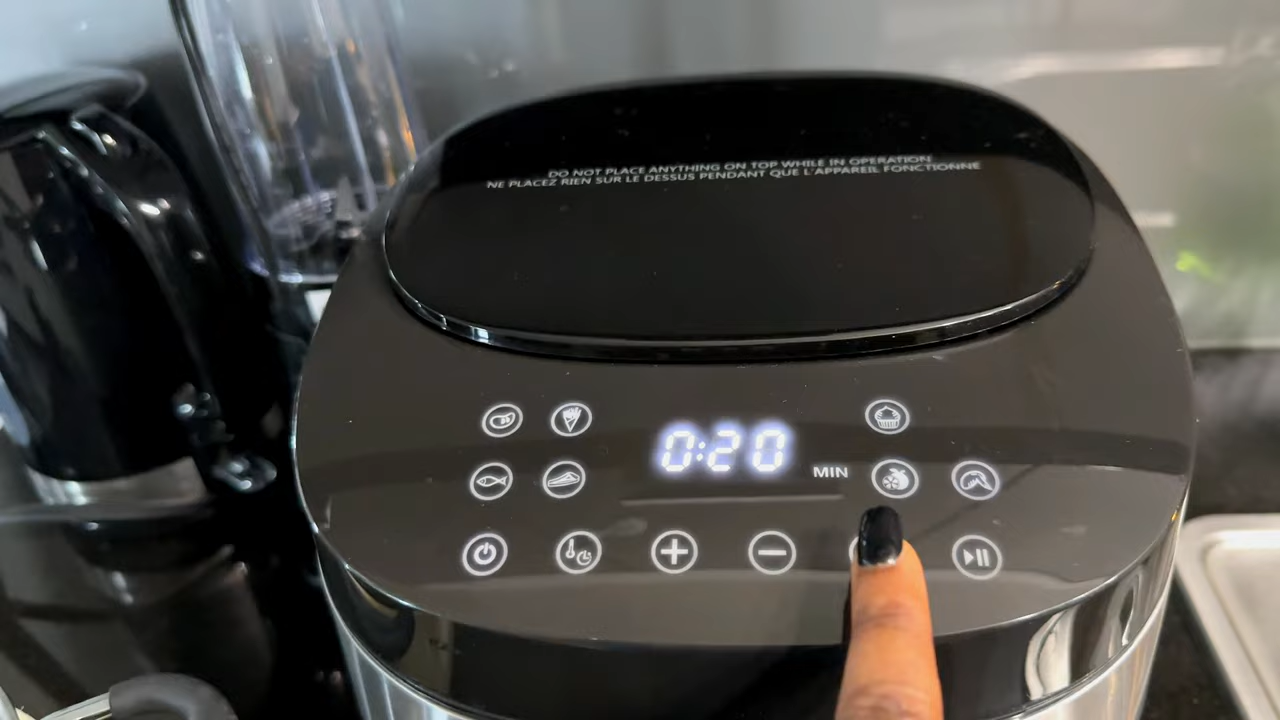 DO NOT PLACE ANYTHING ON TOP WHILE IN OPERATION
NE PLACEZ RIEN SUR LE DESSUS PENDANT QUE L'APPAREIL FONCTIONNE
0:20 MIN